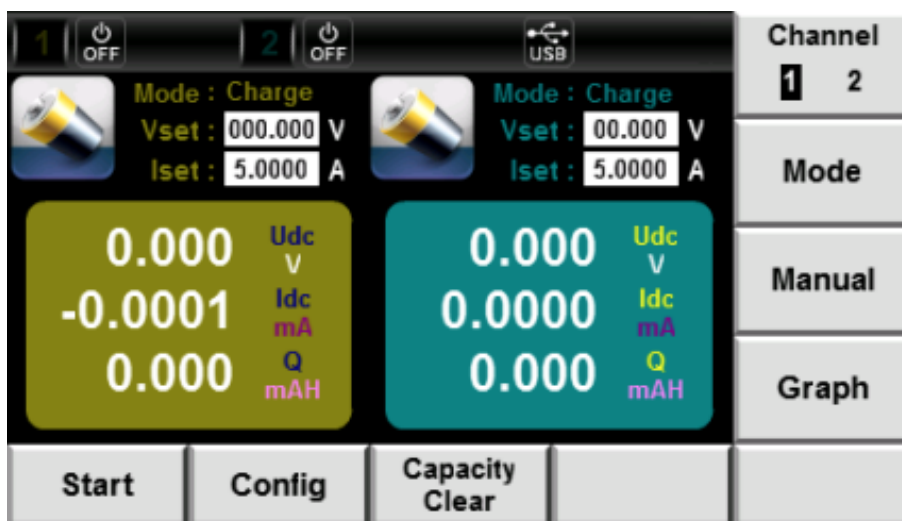 1 OFF 2 OFF USB
Channel
1 2
Mode : Charge
Vset : 000.000 V
Iset : 5.0000 A
Mode : Charge
Vset : 00.000 V
Iset : 5.0000 A
Mode
0.000 Udc V
-0.0001 Idc mA
0.000 Q mAH
0.000 Udc V
0.0000 Idc mA
0.000 Q mAH
Manual
Graph
Start
Config
Capacity
Clear